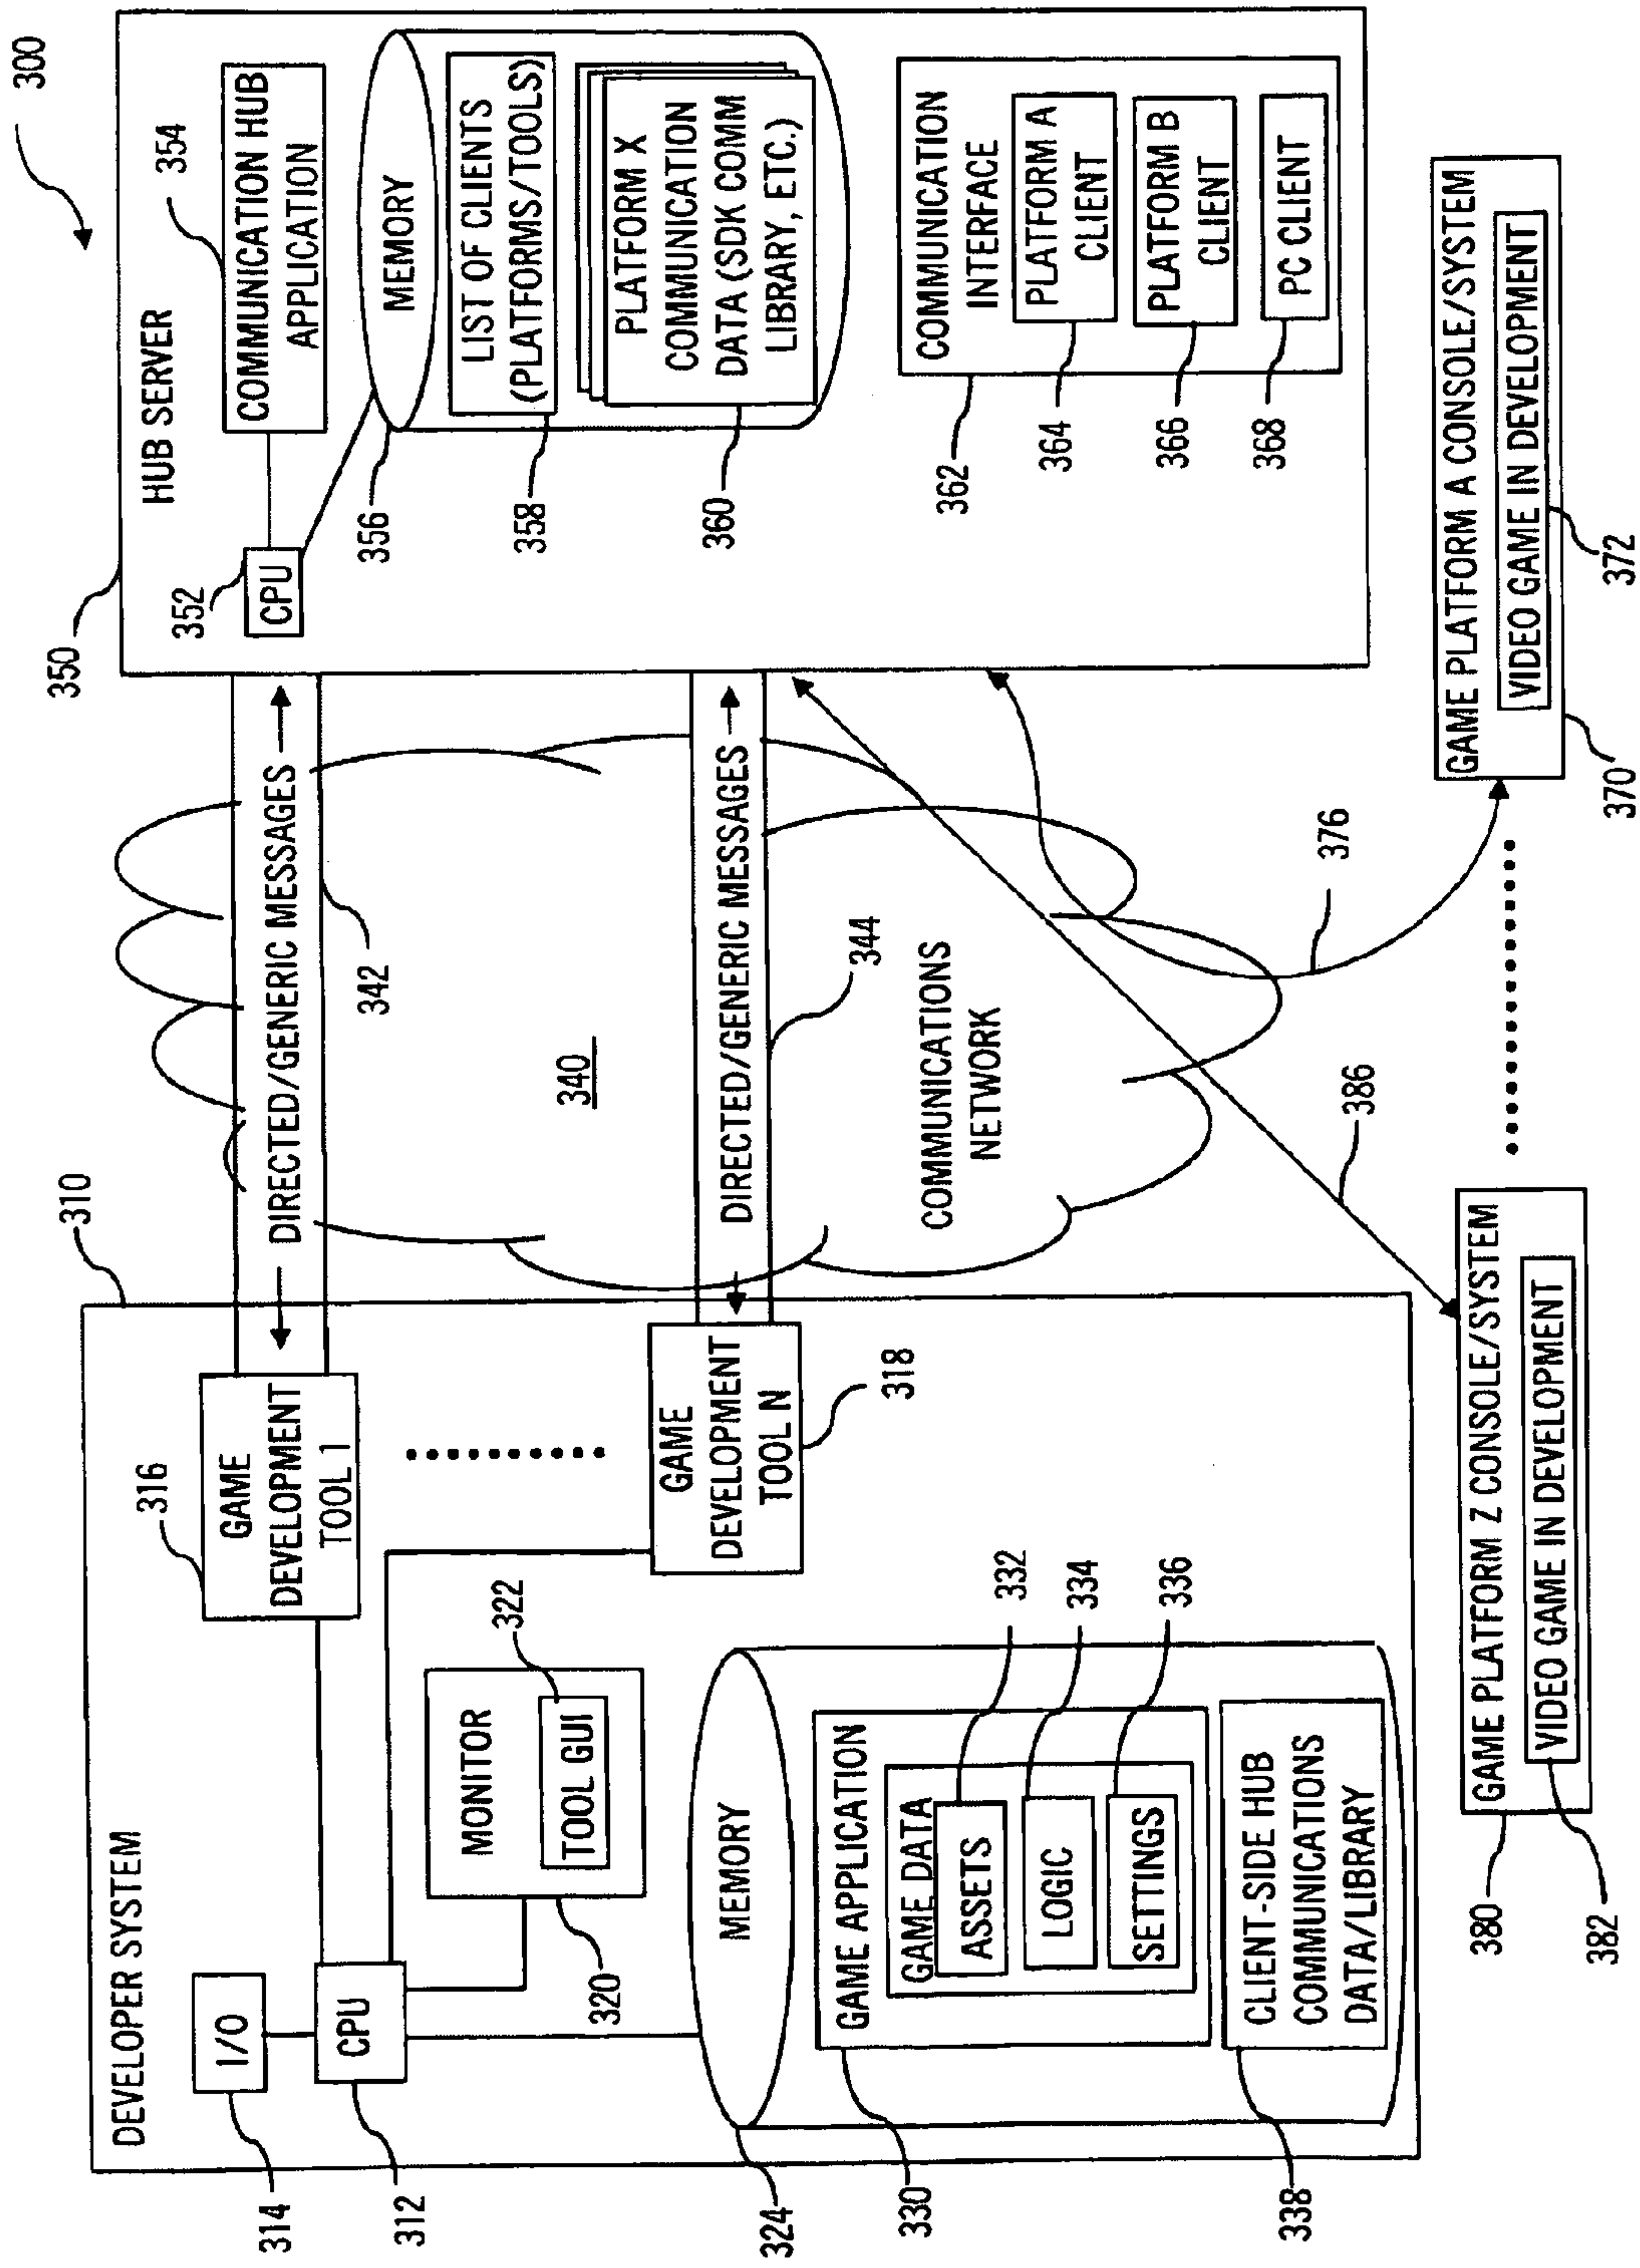 300
DEVELOPER SYSTEM
310
314
I/O
312
CPU
316
GAME
DEVELOPMENT
TOOL 1
318
GAME
DEVELOPMENT
TOOL N
320
MONITOR
322
TOOL GUI
324
MEMORY
330
GAME APPLICATION
GAME DATA
332
ASSETS
334
LOGIC
336
SETTINGS
338
CLIENT-SIDE HUB
COMMUNICATIONS
DATA/LIBRARY
DIRECTED/GENERIC MESSAGES
342
340
DIRECTED/GENERIC MESSAGES
344
COMMUNICATIONS
NETWORK
350
HUB SERVER
352
CPU
354
COMMUNICATION HUB
APPLICATION
356
MEMORY
358
LIST OF CLIENTS
(PLATFORMS/TOOLS)
360
PLATFORM X
COMMUNICATION
DATA (SDK COMM
LIBRARY, ETC.)
362
COMMUNICATION
INTERFACE
364
PLATFORM A
CLIENT
366
PLATFORM B
CLIENT
368
PC CLIENT
386
376
380
GAME PLATFORM Z CONSOLE/SYSTEM
382
VIDEO GAME IN DEVELOPMENT
370
GAME PLATFORM A CONSOLE/SYSTEM
372
VIDEO GAME IN DEVELOPMENT